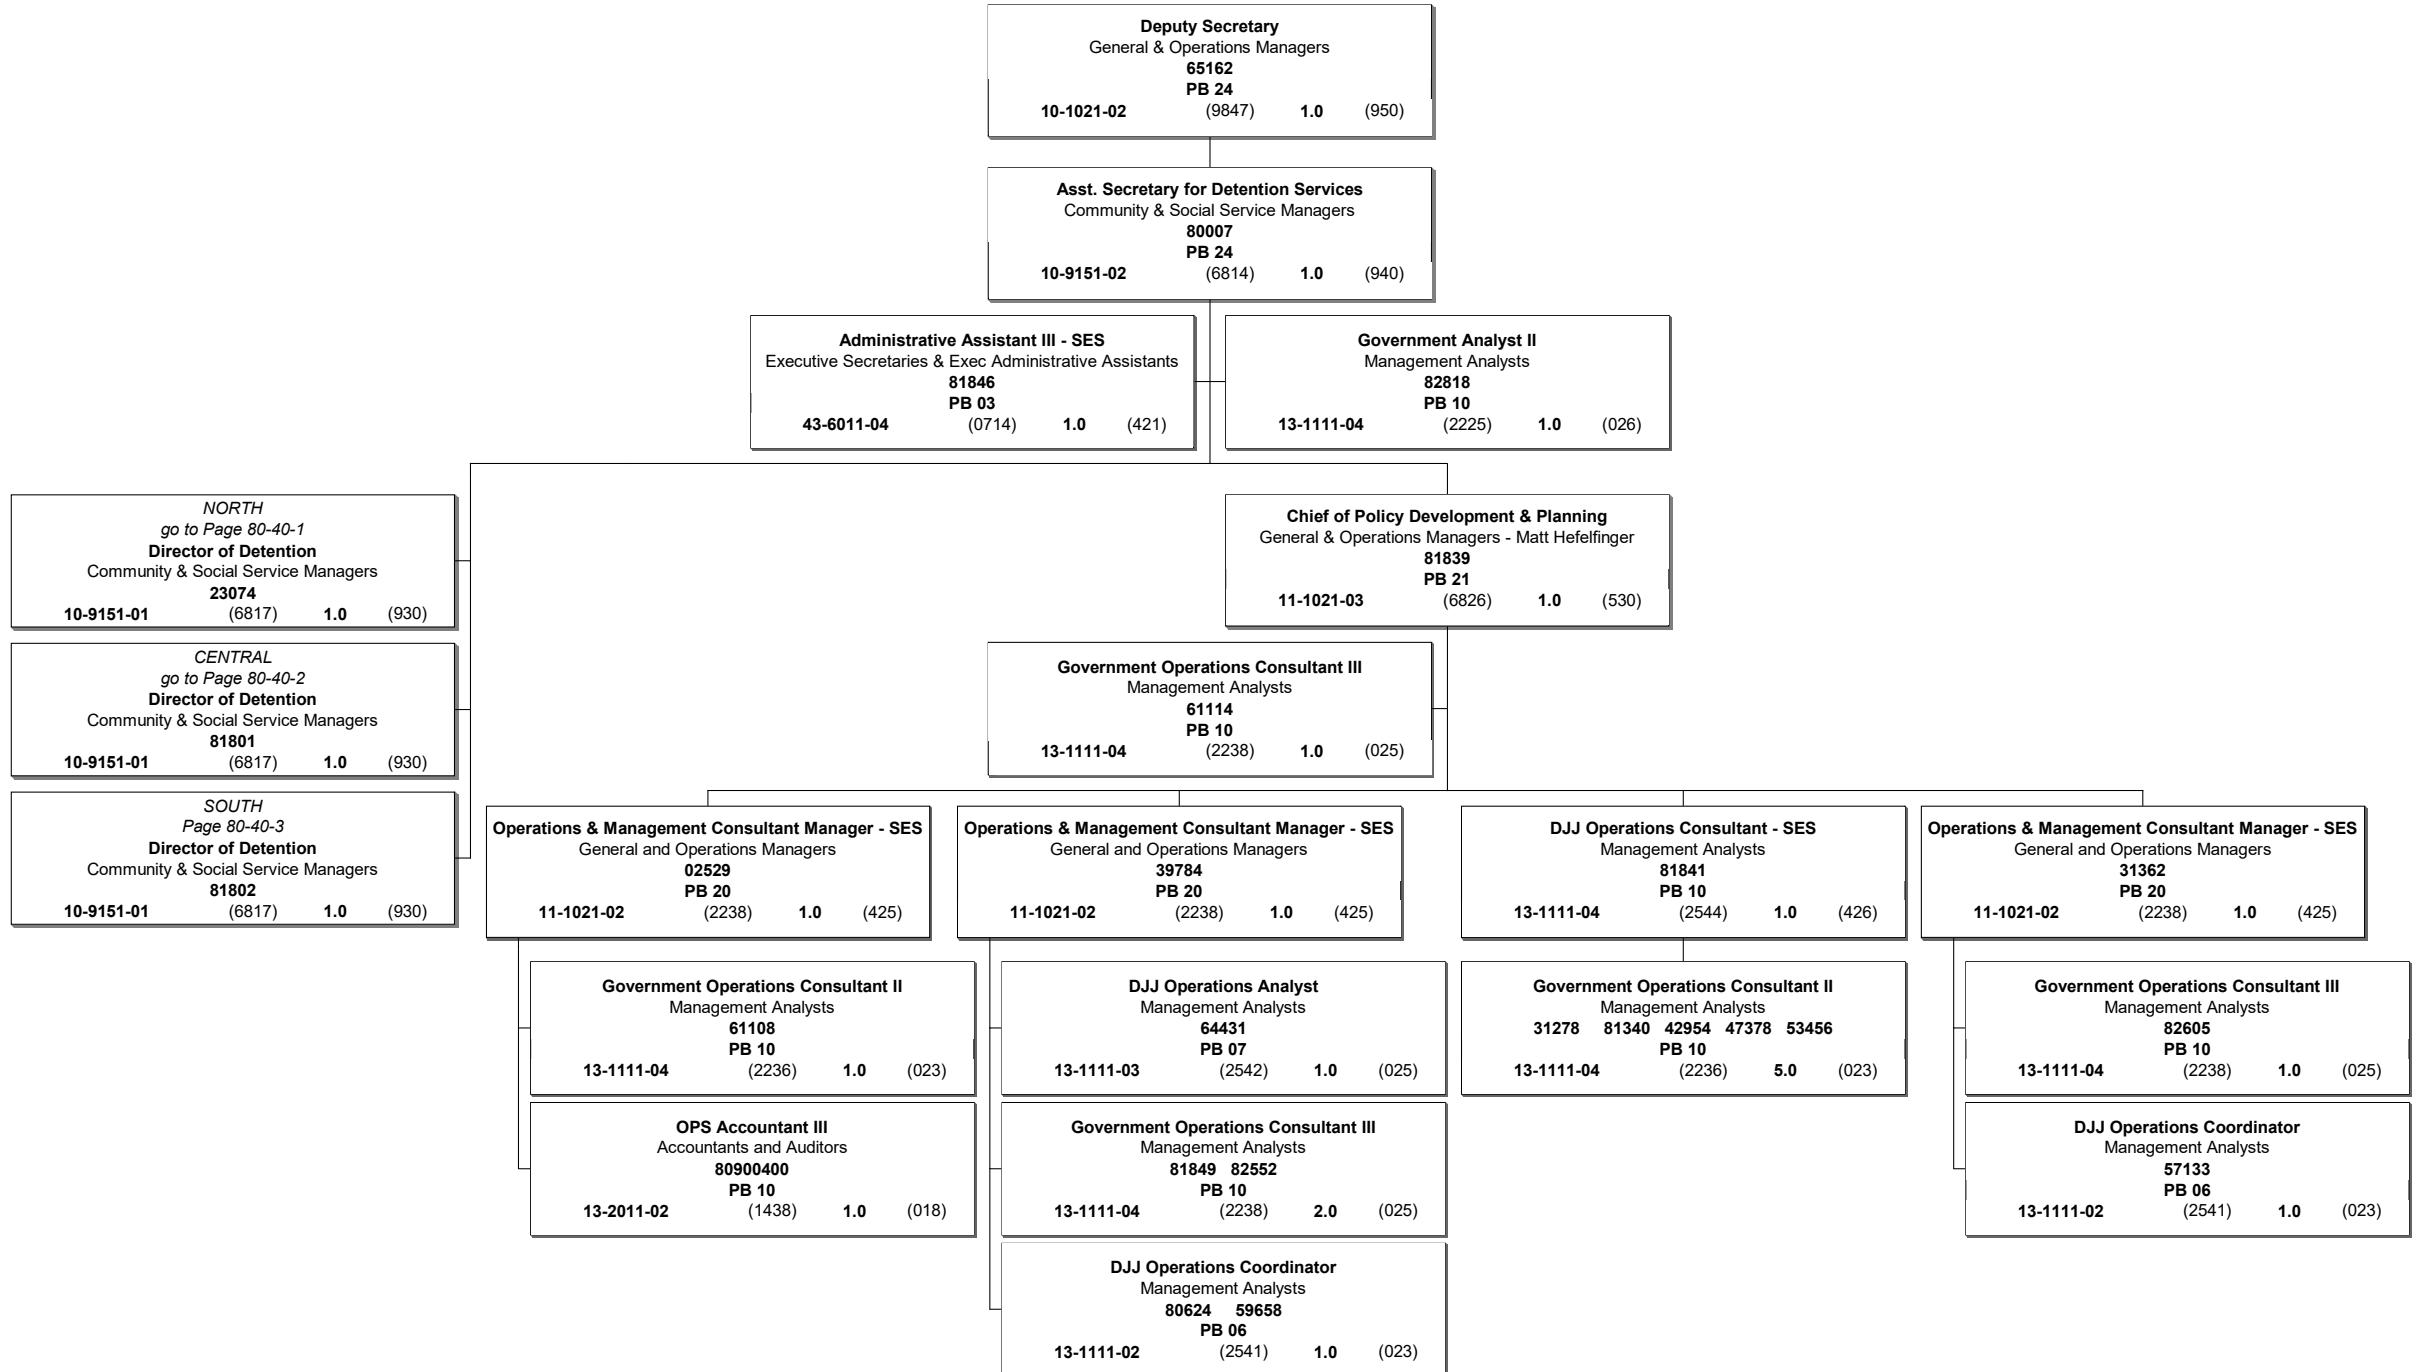 Deputy Secretary
General & Operations Managers
65162
PB 24
10-1021-02 (9847) 1.0 (950)
Asst. Secretary for Detention Services
Community & Social Service Managers
80007
PB 24
10-9151-02 (6814) 1.0 (940)
Administrative Assistant III - SES
Executive Secretaries & Exec Administrative Assistants
81846
PB 03
43-6011-04 (0714) 1.0 (421)
Government Analyst II
Management Analysts
82818
PB 10
13-1111-04 (2225) 1.0 (026)
NORTH
go to Page 80-40-1
Director of Detention
Community & Social Service Managers
23074
10-9151-01 (6817) 1.0 (930)
CENTRAL
go to Page 80-40-2
Director of Detention
Community & Social Service Managers
81801
10-9151-01 (6817) 1.0 (930)
SOUTH
Page 80-40-3
Director of Detention
Community & Social Service Managers
81802
10-9151-01 (6817) 1.0 (930)
Chief of Policy Development & Planning
General & Operations Managers - Matt Hefelfinger
81839
PB 21
11-1021-03 (6826) 1.0 (530)
Government Operations Consultant III
Management Analysts
61114
PB 10
13-1111-04 (2238) 1.0 (025)
Operations & Management Consultant Manager - SES
General and Operations Managers
02529
PB 20
11-1021-02 (2238) 1.0 (425)
Government Operations Consultant II
Management Analysts
61108
PB 10
13-1111-04 (2236) 1.0 (023)
OPS Accountant III
Accountants and Auditors
80900400
PB 10
13-2011-02 (1438) 1.0 (018)
Operations & Management Consultant Manager - SES
General and Operations Managers
39784
PB 20
11-1021-02 (2238) 1.0 (425)
DJJ Operations Analyst
Management Analysts
64431
PB 07
13-1111-03 (2542) 1.0 (025)
Government Operations Consultant III
Management Analysts
81849 82552
PB 10
13-1111-04 (2238) 2.0 (025)
DJJ Operations Coordinator
Management Analysts
80624 59658
PB 06
13-1111-02 (2541) 1.0 (023)
DJJ Operations Consultant - SES
Management Analysts
81841
PB 10
13-1111-04 (2544) 1.0 (426)
Government Operations Consultant II
Management Analysts
31278 81340 42954 47378 53456
PB 10
13-1111-04 (2236) 5.0 (023)
Operations & Management Consultant Manager - SES
General and Operations Managers
31362
PB 20
11-1021-02 (2238) 1.0 (425)
Government Operations Consultant III
Management Analysts
82605
PB 10
13-1111-04 (2238) 1.0 (025)
DJJ Operations Coordinator
Management Analysts
57133
PB 06
13-1111-02 (2541) 1.0 (023)